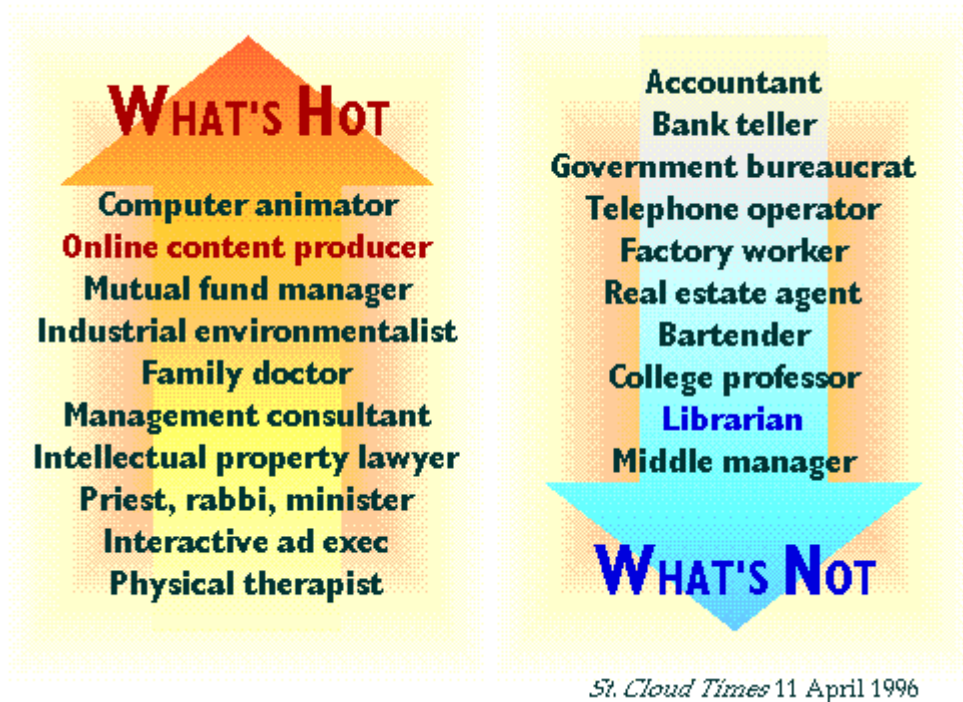 WHAT'S HOT
Computer animator
Online content producer
Mutual fund manager
Industrial environmentalist
Family doctor
Management consultant
Intellectual property lawyer
Priest, rabbi, minister
Interactive ad exec
Physical therapist
Accountant
Bank teller
Government bureaucrat
Telephone operator
Factory worker
Real estate agent
Bartender
College professor
Librarian
Middle manager
WHAT'S NOT
St. Cloud Times 11 April 1996